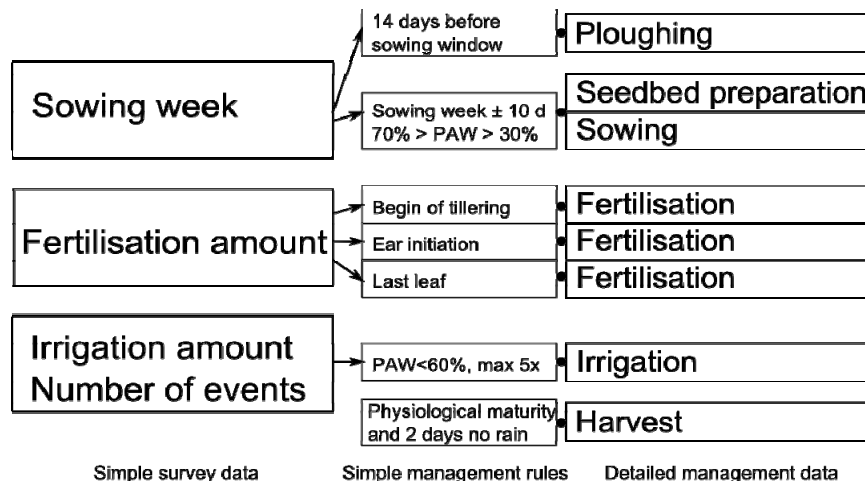 14 days before
sowing window
Ploughing
Sowing week
Sowing week ± 10 d
70% > PAW > 30%
Seedbed preparation
Sowing
Fertilisation amount
Begin of tillering
Fertilisation
Ear initiation
Fertilisation
Last leaf
Fertilisation
Irrigation amount
Number of events
PAW<60%, max 5x
Irrigation
Physiological maturity
and 2 days no rain
Harvest
Simple survey data
Simple management rules
Detailed management data